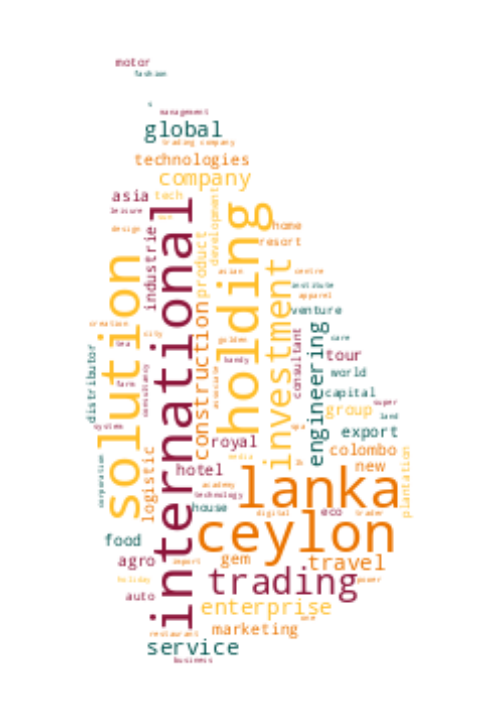 motor
fashion
s
management
global
trading company
technologies
company
asia tech
leisure
design
international
industrie
solution
holding
product
development
home
resort
investment
asian
centre
institute
apparel
venture
creation
city
tea
golden
care
consultant
engineering
construction
distributor
handy
tour
world
farm
consultancy
associate
capital
super
group
land
system
spa
export
royal
colombo
media
hotel
new
logistic
corporation
plantation
lanka
academy
technology
house
digital
eco
trader
ceylon
food
agro
import
gem
travel
holiday
power
trading
auto
enterprise
one
restaurant
marketing
service
business